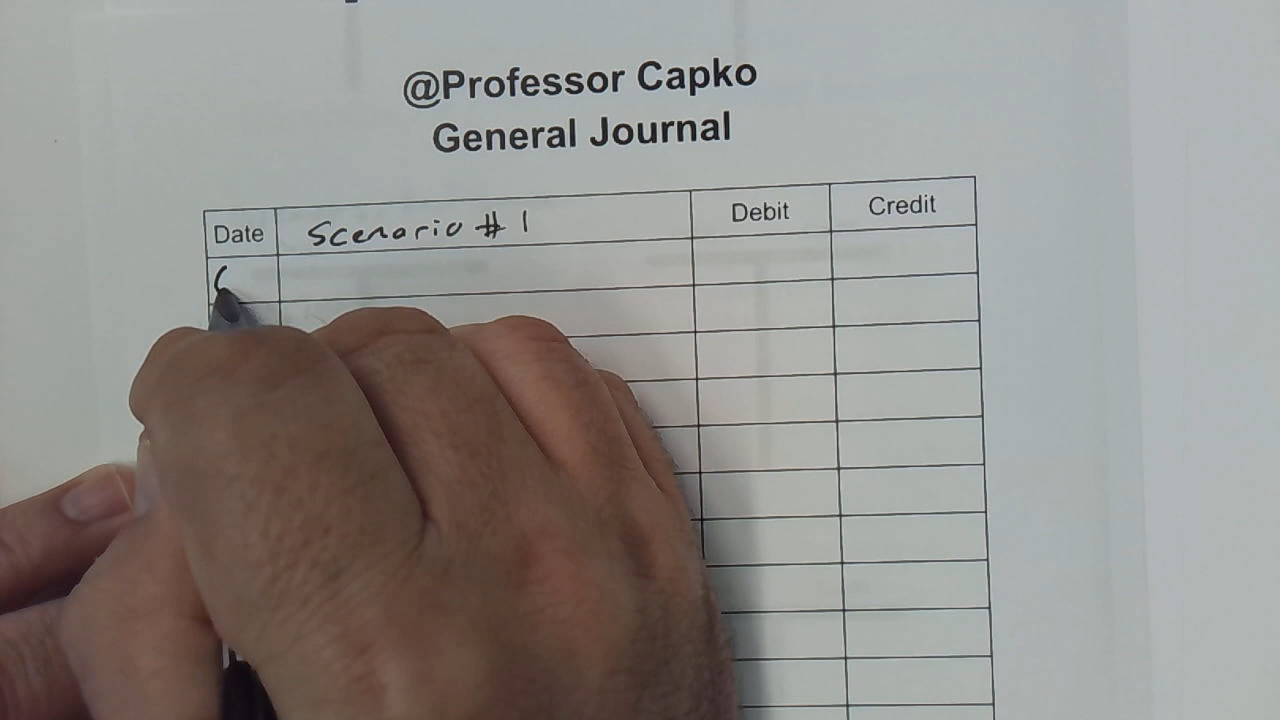 @Professor Capko
General Journal
Date Scenario # 1 Debit Credit